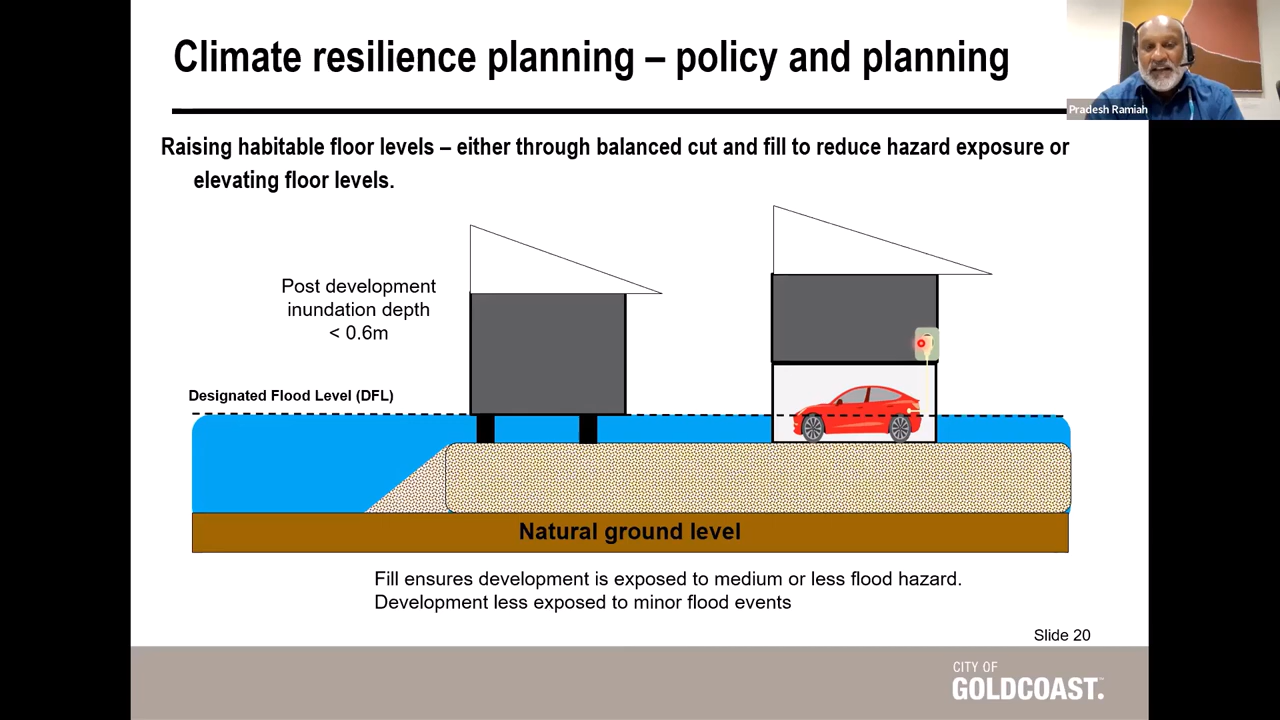 Climate resilience planning – policy and planning
Pradesh Ramiah
Raising habitable floor levels – either through balanced cut and fill to reduce hazard exposure or
elevating floor levels.
Post development
inundation depth
< 0.6m
Designated Flood Level (DFL)
Natural ground level
Fill ensures development is exposed to medium or less flood hazard.
Development less exposed to minor flood events
Slide 20
CITY OF
GOLDCOAST.